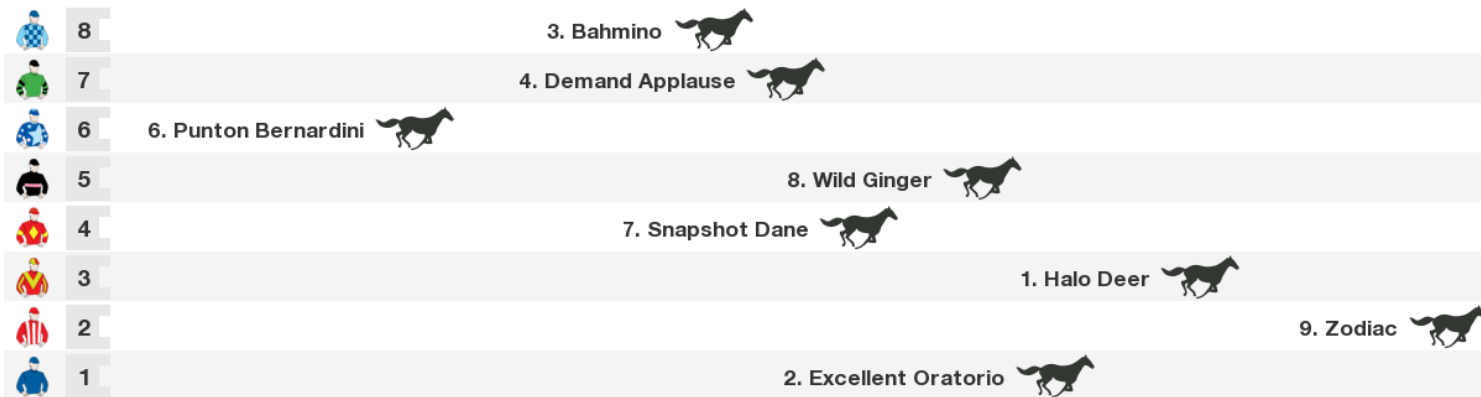 8 3. Bahmino
7 4. Demand Applause
6 6. Punton Bernardini
5 8. Wild Ginger
4 7. Snapshot Dane
3 1. Halo Deer
2 9. Zodiac
1 2. Excellent Oratorio